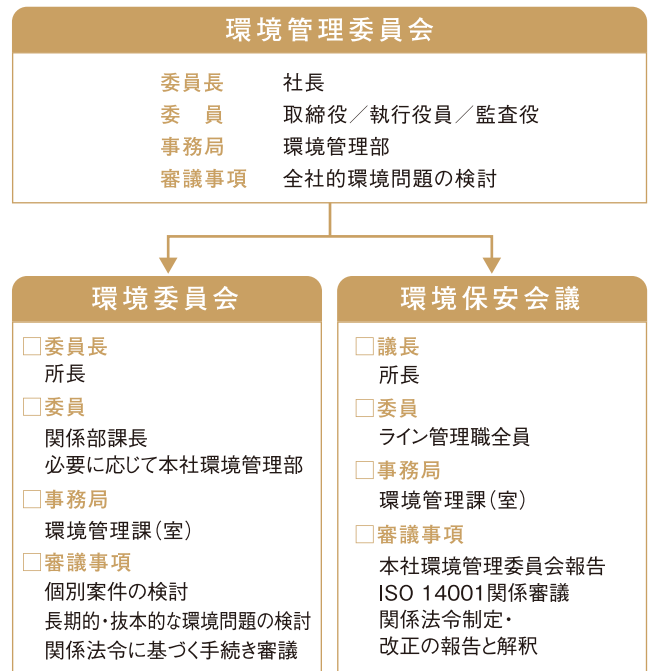 環境管理委員会
委員長 社長
委　員 取締役／執行役員／監査役
事務局 環境管理部
審議事項 全社的環境問題の検討
環境委員会
□委員長
所長
□委員
関係部課長
必要に応じて本社環境管理部
□事務局
環境管理課（室）
□審議事項
個別案件の検討
長期的・抜本的な環境問題の検討
関係法令に基づく手続き審議
環境保安会議
□議長
所長
□委員
ライン管理職全員
□事務局
環境管理課（室）
□審議事項
本社環境管理委員会報告
ISO 14001関係審議
関係法令制定・
改正の報告と解釈